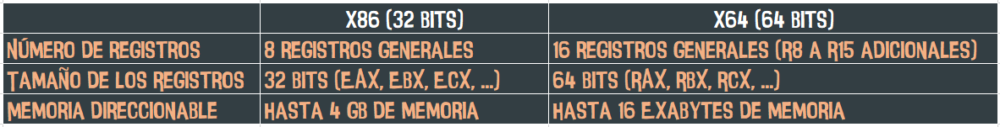 X86 (32 BITS) X64 (64 BITS)
NÚMERO DE REGISTROS 8 REGISTROS GENERALES 16 REGISTROS GENERALES (R8 A R15 ADICIONALES)
TAMAÑO DE LOS REGISTROS 32 BITS (EAX, EBX, ECX, ...) 64 BITS (RAX, RBX, RCX, ...)
MEMORIA DIRECCIONABLE HASTA 4 GB DE MEMORIA HASTA 16 EXABYTES DE MEMORIA